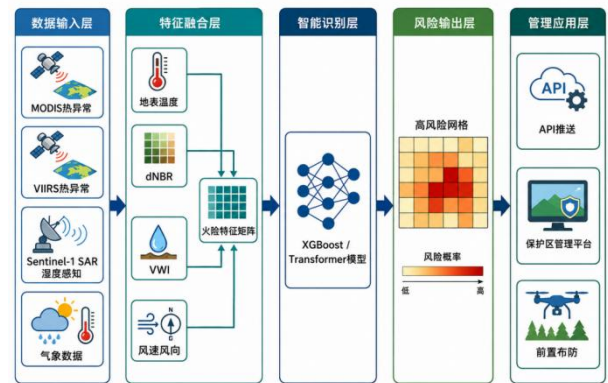 数据输入层
MODIS热异常
VIIRS热异常
Sentinel-1 SAR
湿度感知
气象数据
特征融合层
地表温度
dNBR
VWI
风速风向
N
G
火险特征矩阵
智能识别层
XGBoost /
Transformer模型
风险输出层
高风险网格
风险概率
低
高
管理应用层
API
API推送
保护区管理平台
前置布防